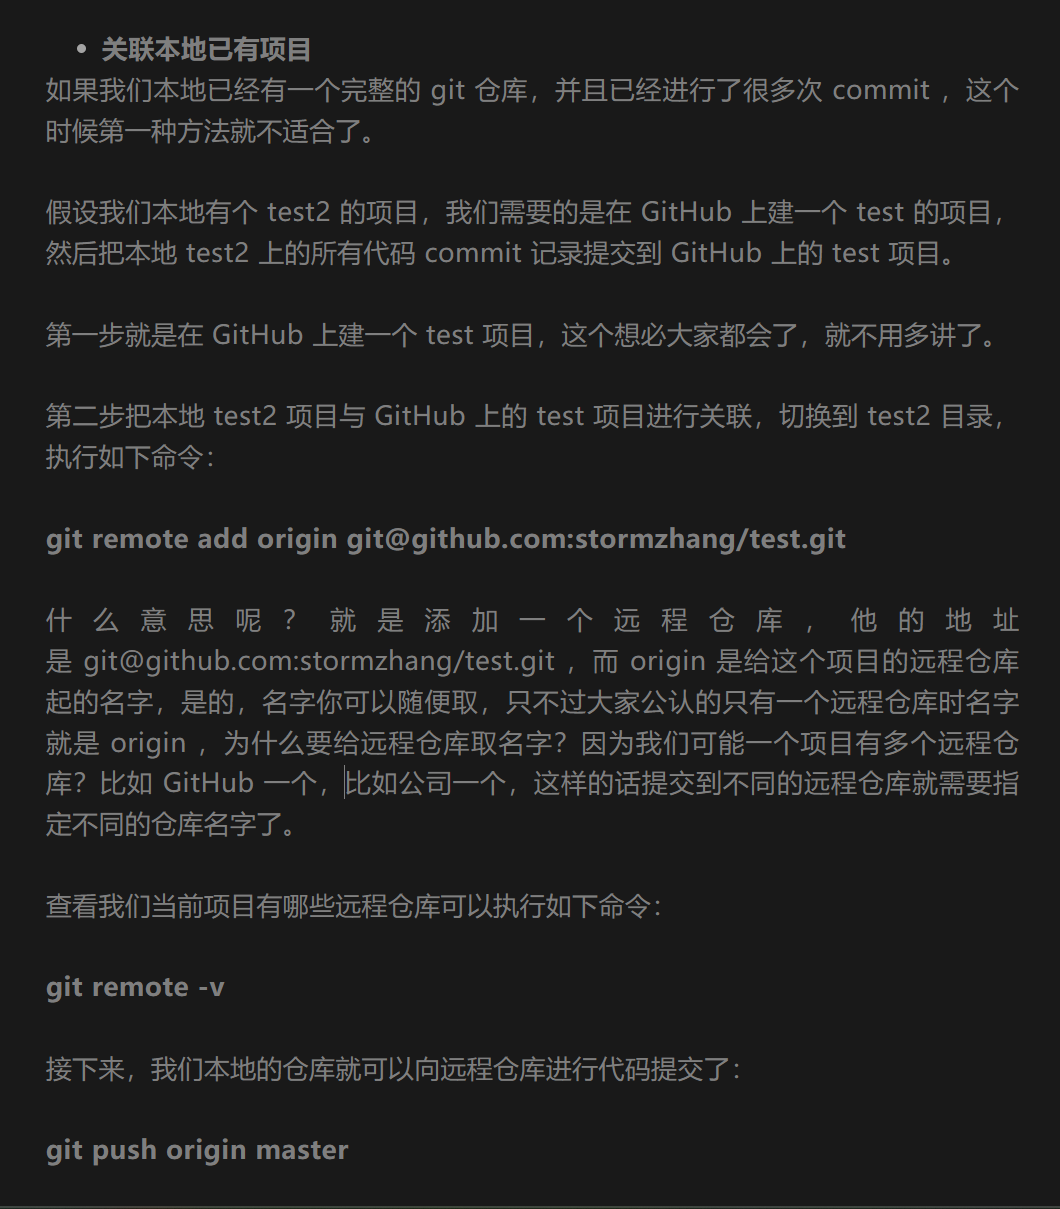 • 关联本地已有项目
如果我们本地已经有一个完整的 git 仓库，并且已经进行了很多次 commit ，这个
时候第一种方法就不适合了。
假设我们本地有个 test2 的项目，我们需要的是在 GitHub 上建一个 test 的项目，
然后把本地 test2 上的所有代码 commit 记录提交到 GitHub 上的 test 项目。
第一步就是在 GitHub 上建一个 test 项目，这个想必大家都会了，就不用多讲了。
第二步把本地 test2 项目与 GitHub 上的 test 项目进行关联，切换到 test2 目录，
执行如下命令：
git remote add origin git@github.com:stormzhang/test.git
什么意思呢？就是添加一个远程仓库，他的地址
是 git@github.com:stormzhang/test.git ，而 origin 是给这个项目的远程仓库
起的名字，是的，名字你可以随便取，只不过大家公认的只有一个远程仓库时名字
就是 origin ，为什么要给远程仓库取名字？因为我们可能一个项目有多个远程仓
库？比如 GitHub 一个，比如公司一个，这样的话提交到不同的远程仓库就需要指
定不同的仓库名字了。
查看我们当前项目有哪些远程仓库可以执行如下命令：
git remote -v
接下来，我们本地的仓库就可以向远程仓库进行代码提交了：
git push origin master